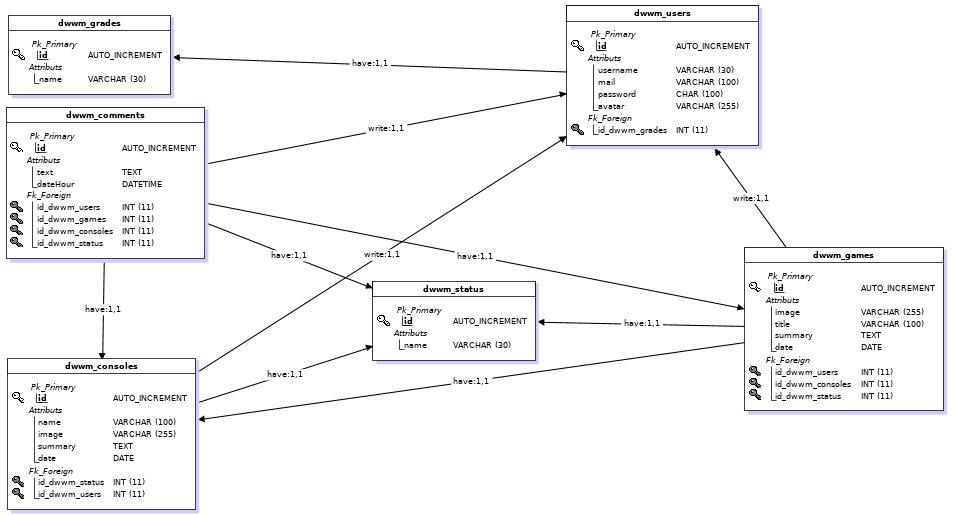 dwwm_grades
Pk_Primary
id AUTO_INCREMENT
Attributs
name VARCHAR (30)
dwwm_users
Pk_Primary
id AUTO_INCREMENT
Attributs
username VARCHAR (30)
mail VARCHAR (100)
password CHAR (100)
avatar VARCHAR (255)
Fk_Foreign
id_dwwm_grades INT (11)
have:1,1
dwwm_comments
Pk_Primary
id AUTO_INCREMENT
Attributs
text TEXT
dateHour DATETIME
Fk_Foreign
id_dwwm_users INT (11)
id_dwwm_games INT (11)
id_dwwm_consoles INT (11)
id_dwwm_status INT (11)
write:1,1
write:1,1
have:1,1
write:1,1
have:1,1
dwwm_games
Pk_Primary
id AUTO_INCREMENT
Attributs
image VARCHAR (255)
title VARCHAR (100)
summary TEXT
date DATE
Fk_Foreign
id_dwwm_users INT (11)
id_dwwm_consoles INT (11)
id_dwwm_status INT (11)
dwwm_status
Pk_Primary
id AUTO_INCREMENT
Attributs
name VARCHAR (30)
have:1,1
have:1,1
have:1,1
have:1,1
dwwm_consoles
Pk_Primary
id AUTO_INCREMENT
Attributs
name VARCHAR (100)
image VARCHAR (255)
summary TEXT
date DATE
Fk_Foreign
id_dwwm_status INT (11)
id_dwwm_users INT (11)